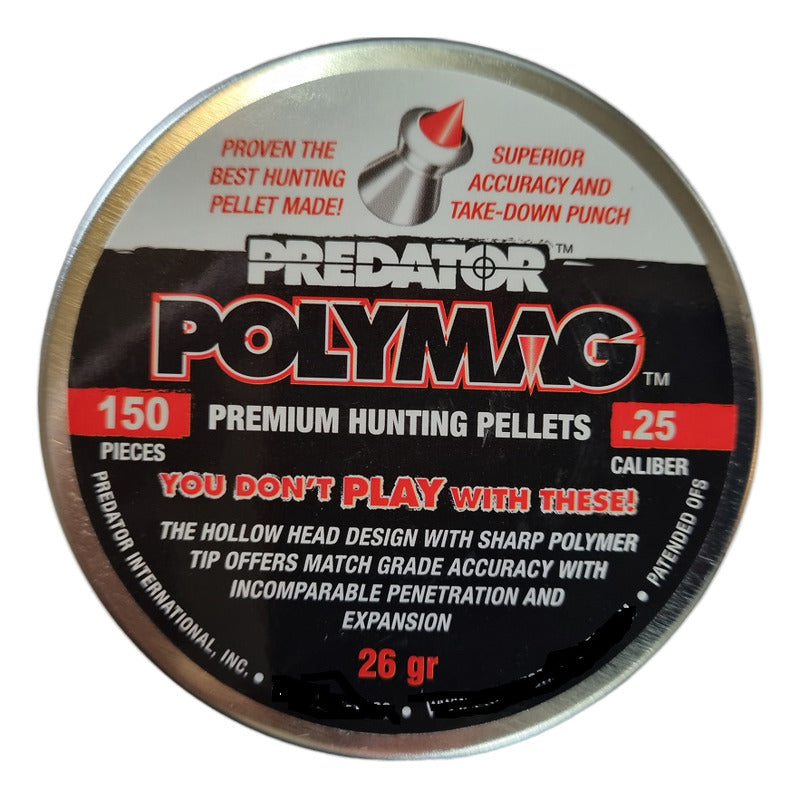 PROVEN THE
BEST HUNTING
PELLET MADE!
SUPERIOR
ACCURACY AND
TAKE-DOWN PUNCH
PREDATOR™
POLYMAG™
150
PIECES
PREMIUM HUNTING PELLETS
.25
CALIBER
YOU DON'T PLAY WITH THESE!
THE HOLLOW HEAD DESIGN WITH SHARP POLYMER
TIP OFFERS MATCH GRADE ACCURACY WITH
INCOMPARABLE PENETRATION AND
EXPANSION
26 gr
PREDATOR INTERNATIONAL, INC. •
• PATENTED OFS